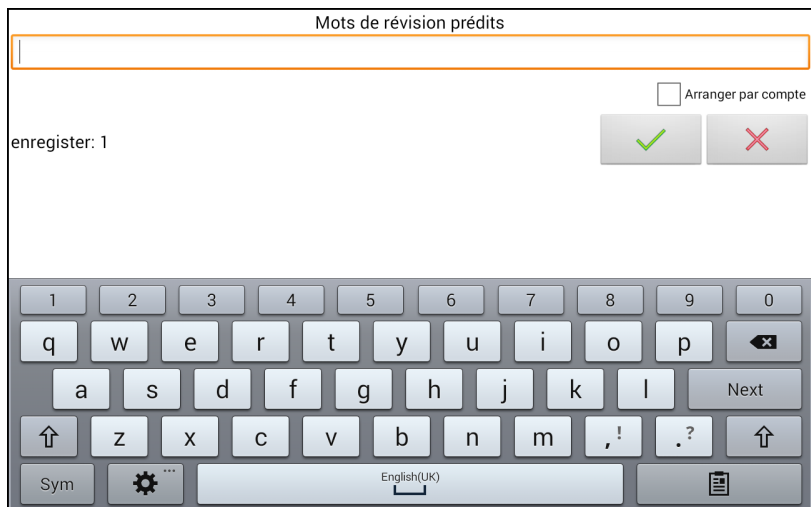 Mots de révision prédits
Arranger par compte
enregister: 1
1 2 3 4 5 6 7 8 9 0
q w e r t y u i o p
a s d f g h j k l Next
z x c v b n m ,! .?
Sym ... English(UK)